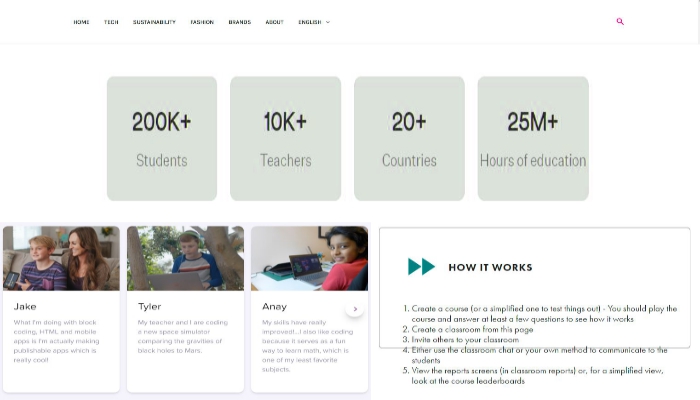 HOME TECH SUSTAINABILITY FASHION BRANDS ABOUT ENGLISH
200K+ 10K+ 20+ 25M+
Students Teachers Countries Hours of education
Jake
What I'm doing with block
coding, HTML, and mobile
apps is I'm actually making
publishable apps which is
really cool!
Tyler
My teacher and I are coding
a new space simulator
comparing the gravities of
black holes to Mars.
Anay
My skills have really
improved...I also like coding
because it serves as a fun
way to learn math, which is
one of my least favorite
subjects.
HOW IT WORKS
1. Create a course (or a simplified one to test things out) - You should play the
course and answer at least a few questions to see how it works
2. Create a classroom from this page
3. Invite others to your classroom
4. Either use the classroom chat or your own method to communicate to the
students
5. View the reports screens (in classroom reports) or, for a simplified view,
look at the course leaderboards